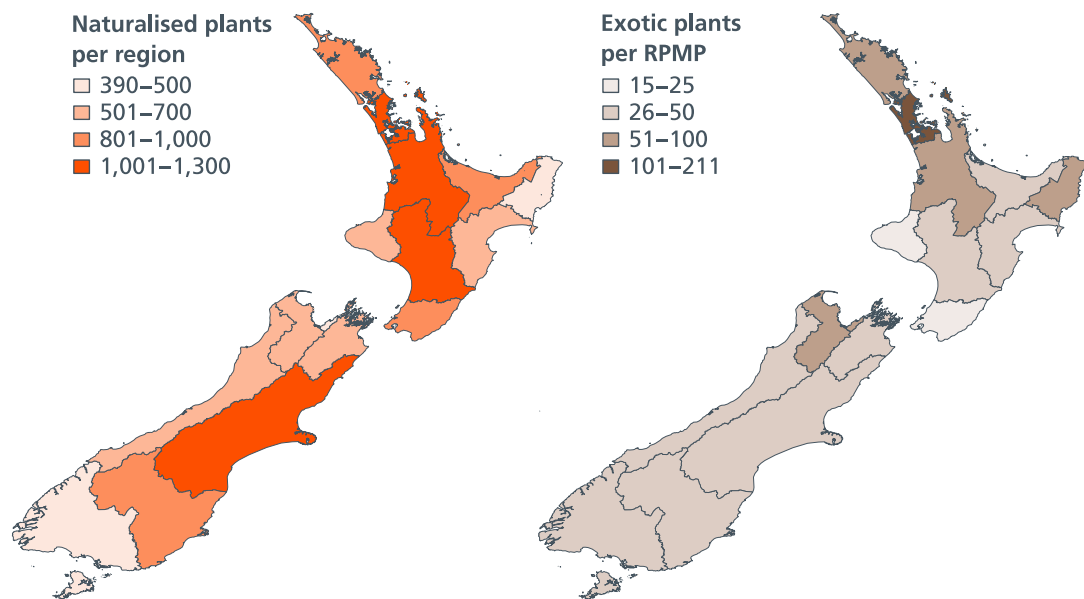 Naturalised plants
per region
390–500
501–700
801–1,000
1,001–1,300
Exotic plants
per RPMP
15–25
26–50
51–100
101–211